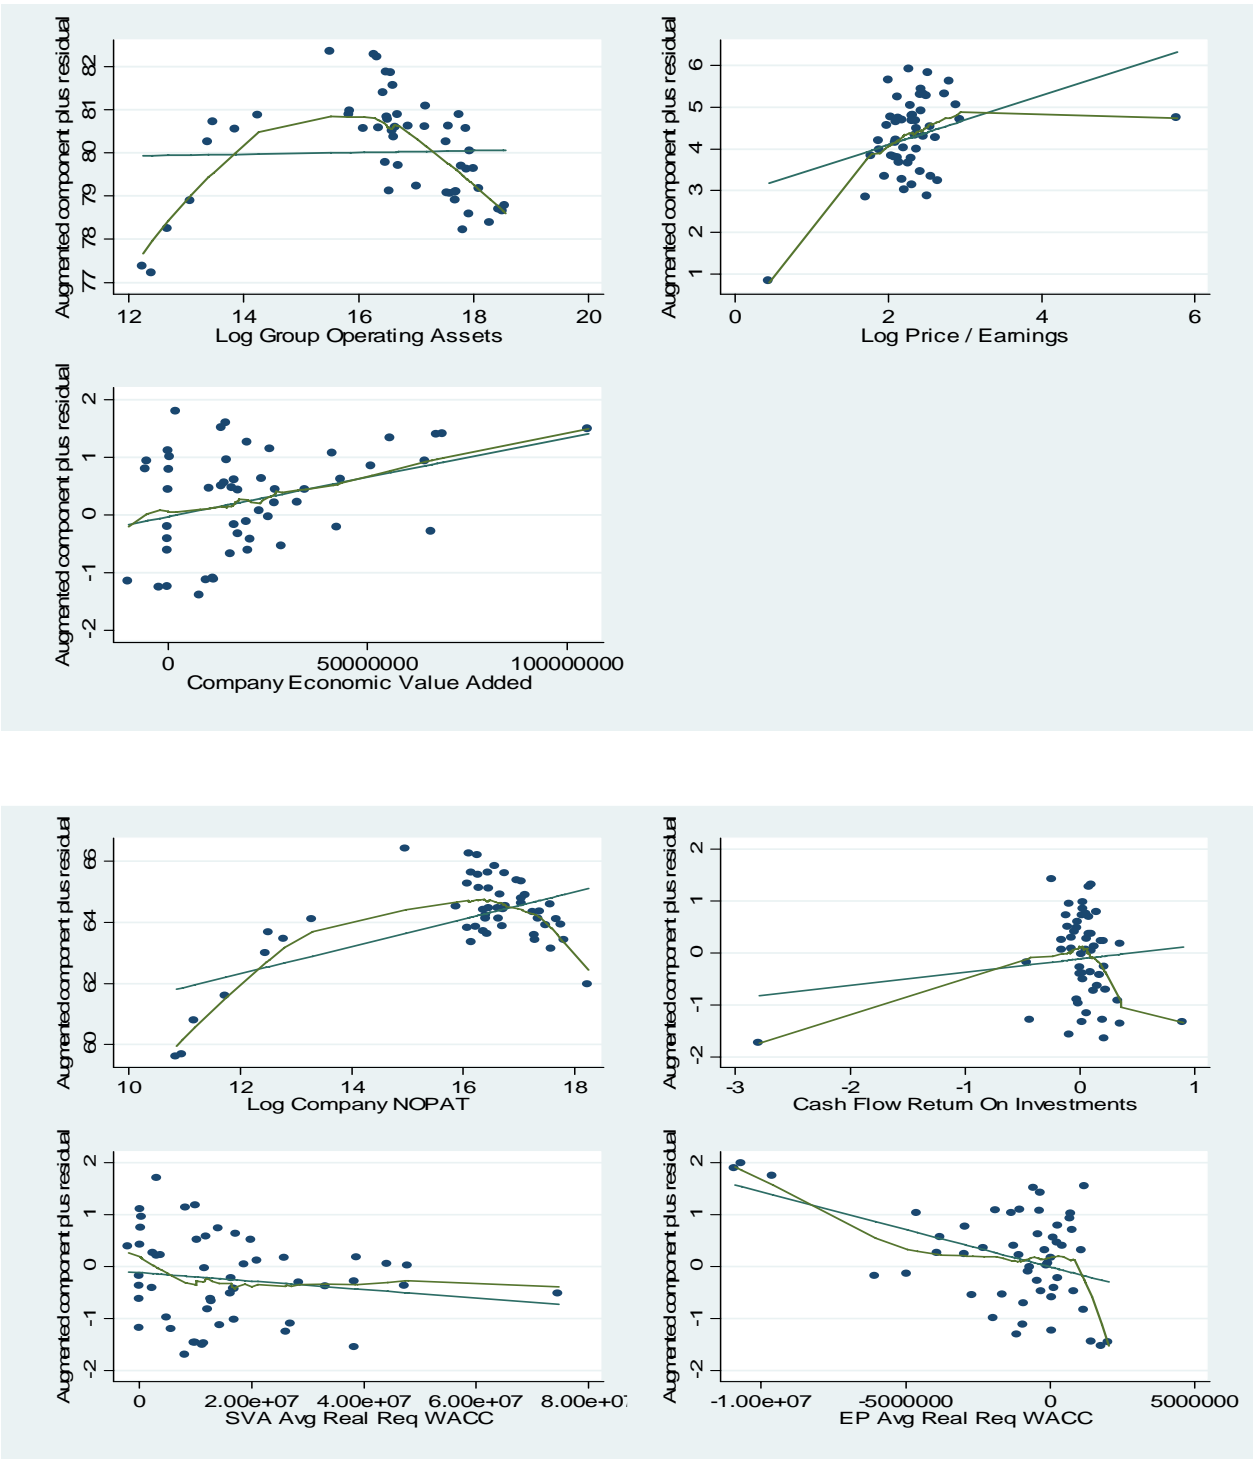 Augmented component plus residual
82
81
80
79
78
77
12 14 16 18 20
Log Group Operating Assets
Augmented component plus residual
6
5
4
3
2
1
0 2 4 6
Log Price / Earnings
Augmented component plus residual
2
1
0
-1
-2
0 50000000 100000000
Company Economic Value Added
Augmented component plus residual
66
64
62
60
10 12 14 16 18
Log Company NOPAT
Augmented component plus residual
2
1
0
-1
-2
-3 -2 -1 0 1
Cash Flow Return On Investments
Augmented component plus residual
2
1
0
-1
-2
0 2.00e+07 4.00e+07 6.00e+07 8.00e+0
SVA Avg Real Req WACC
Augmented component plus residual
2
1
0
-1
-2
-1.00e+07 -5000000 0 5000000
EP Avg Real Req WACC